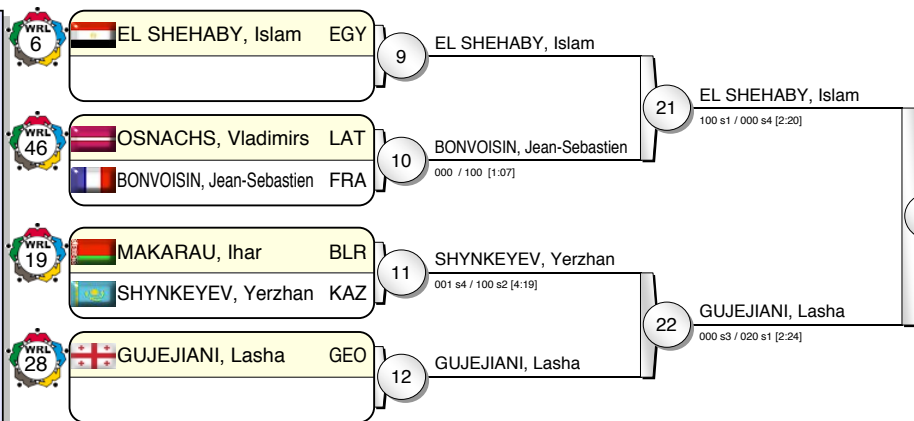 WRL
6
EL SHEHABY, Islam EGY
9
EL SHEHABY, Islam
21
EL SHEHABY, Islam
100 s1 / 000 s4 [2:20]
WRL
46
OSNACHS, Vladimirs LAT
BONVOISIN, Jean-Sebastien FRA
10
BONVOISIN, Jean-Sebastien
000 / 100 [1:07]
WRL
19
MAKARAU, Ihar BLR
SHYNKEYEV, Yerzhan KAZ
11
SHYNKEYEV, Yerzhan
001 s4 / 100 s2 [4:19]
22
GUJEJIANI, Lasha
000 s3 / 020 s1 [2:24]
WRL
28
GUJEJIANI, Lasha GEO
12
GUJEJIANI, Lasha